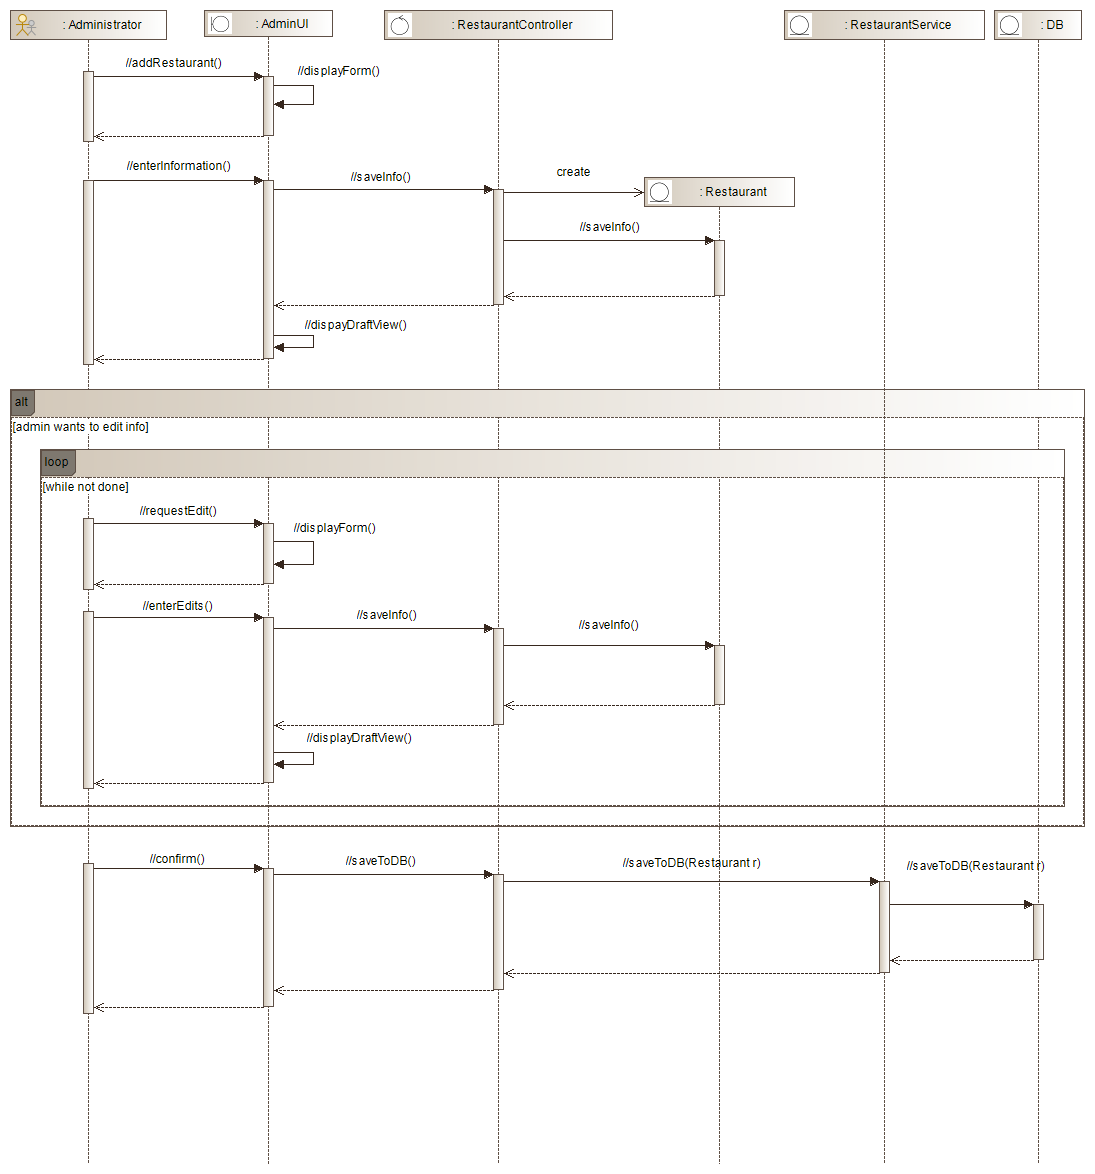 : Administrator
: AdminUI
: RestaurantController
: RestaurantService
: DB
//addRestaurant()
//displayForm()
//enterInformation()
//saveInfo()
create
: Restaurant
//saveInfo()
//dispayDraftView()
alt
[admin wants to edit info]
loop
[while not done]
//requestEdit()
//displayForm()
//enterEdits()
//saveInfo()
//saveInfo()
//displayDraftView()
//confirm()
//saveToDB()
//saveToDB(Restaurant r)
//saveToDB(Restaurant r)